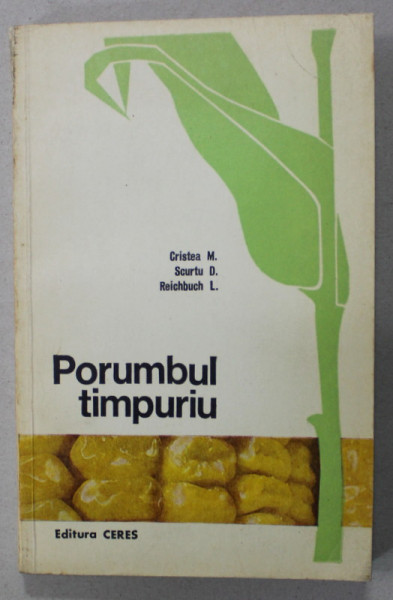 Cristea M.
Scurtu D.
Reichbuch L.
Porumbul
timpuriu
Editura CERES